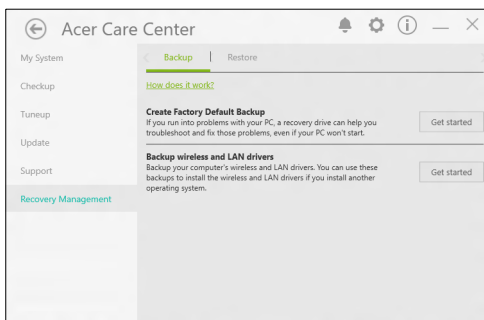 Acer Care Center
My System
Checkup
Tuneup
Update
Support
Recovery Management
Backup
Restore
How does it work?
Create Factory Default Backup
If you run into problems with your PC, a recovery drive can help you
troubleshoot and fix those problems, even if your PC won't start.
Get started
Backup wireless and LAN drivers
Backup your computer's wireless and LAN drivers. You can use these
backups to install the wireless and LAN drivers if you install another
operating system.
Get started